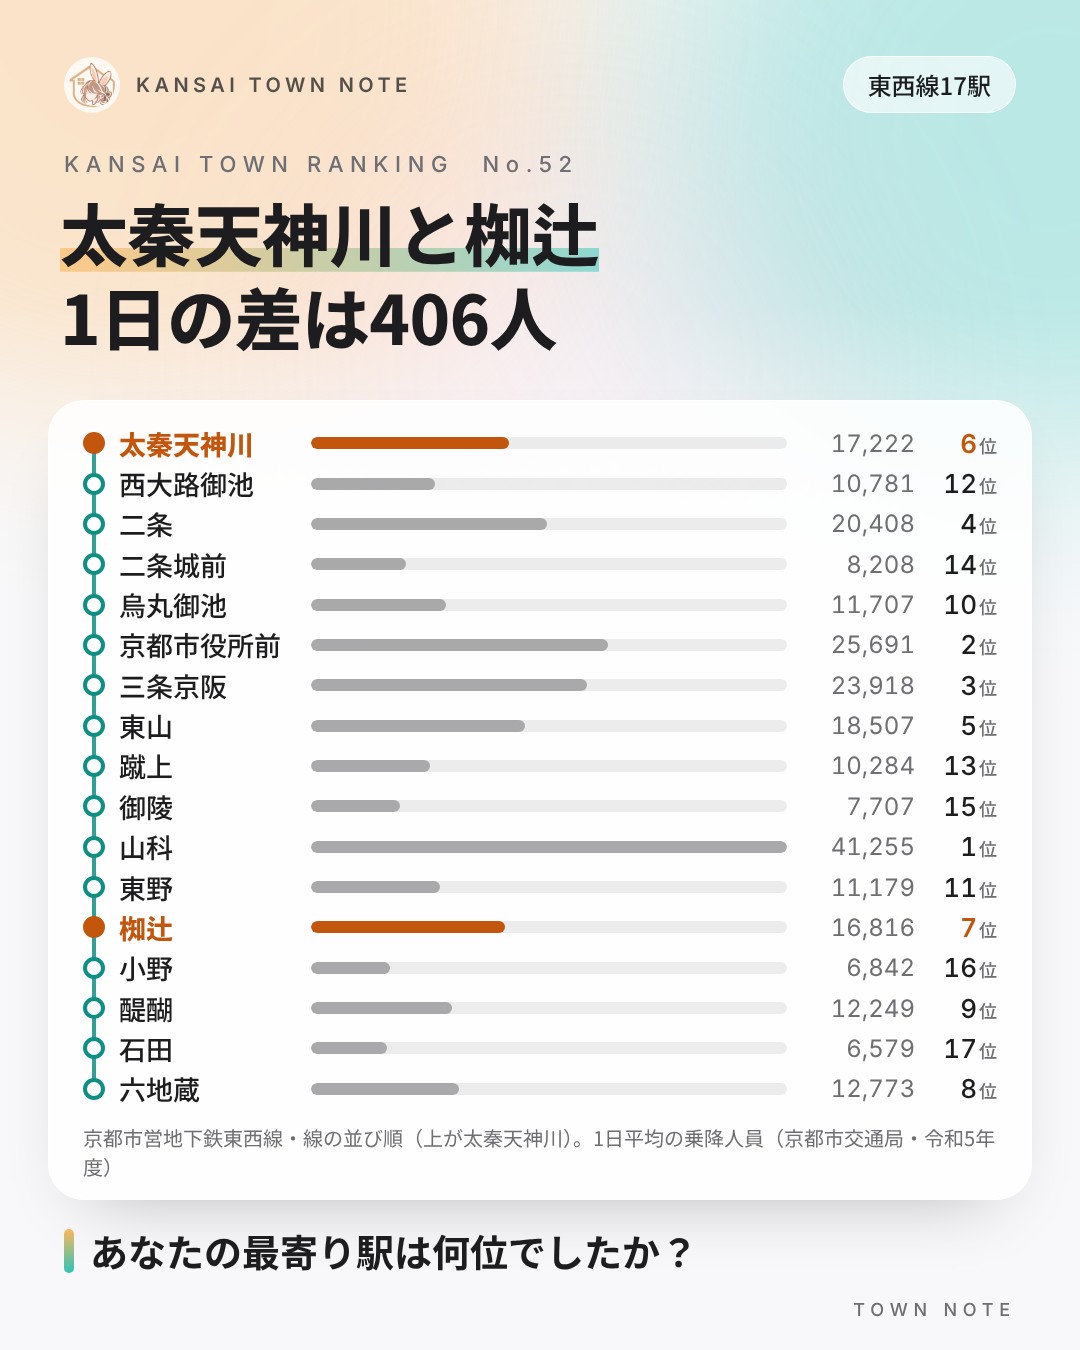 KANSAI TOWN NOTE
東西線17駅
KANSAI TOWN RANKING No.52
太秦天神川と椥辻
1日の差は406人
太秦天神川 17,222 6位
西大路御池 10,781 12位
二条 20,408 4位
二条城前 8,208 14位
烏丸御池 11,707 10位
京都市役所前 25,691 2位
三条京阪 23,918 3位
東山 18,507 5位
蹴上 10,284 13位
御陵 7,707 15位
山科 41,255 1位
東野 11,179 11位
椥辻 16,816 7位
小野 6,842 16位
醍醐 12,249 9位
石田 6,579 17位
六地蔵 12,773 8位
京都市営地下鉄東西線・線の並び順（上が太秦天神川）。1日平均の乗降人員（京都市交通局・令和5年
度）
あなたの最寄り駅は何位でしたか？
TOWN NOTE